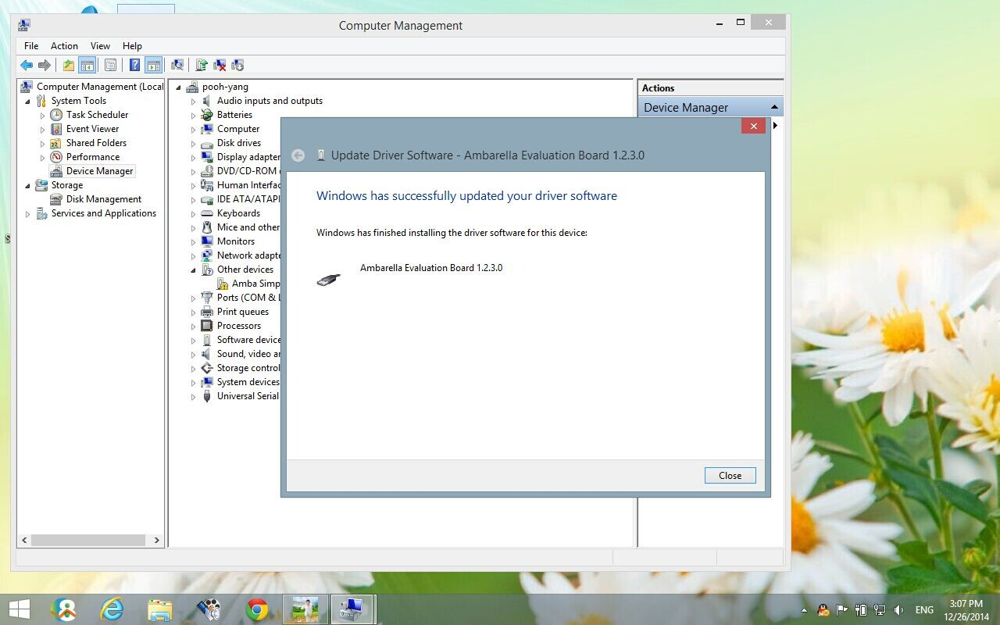 Computer Management
File Action View Help
Computer Management (Local
System Tools
Task Scheduler
Event Viewer
Shared Folders
Performance
Device Manager
Storage
Disk Management
Services and Applications
pooh-yang
Audio inputs and outputs
Batteries
Computer
Disk drives
Display adapter
DVD/CD-ROM
Human Interfac
IDE ATA/ATAPI
Keyboards
Mice and other
Monitors
Network adapte
Other devices
Amba Simp
Ports (COM & L
Print queues
Processors
Software device
Sound, video ar
Storage control
System devices
Universal Serial
Actions
Device Manager
Update Driver Software - Ambarella Evaluation Board 1.2.3.0
Windows has successfully updated your driver software
Windows has finished installing the driver software for this device:
Ambarella Evaluation Board 1.2.3.0
Close
ENG
3:07 PM
12/26/2014